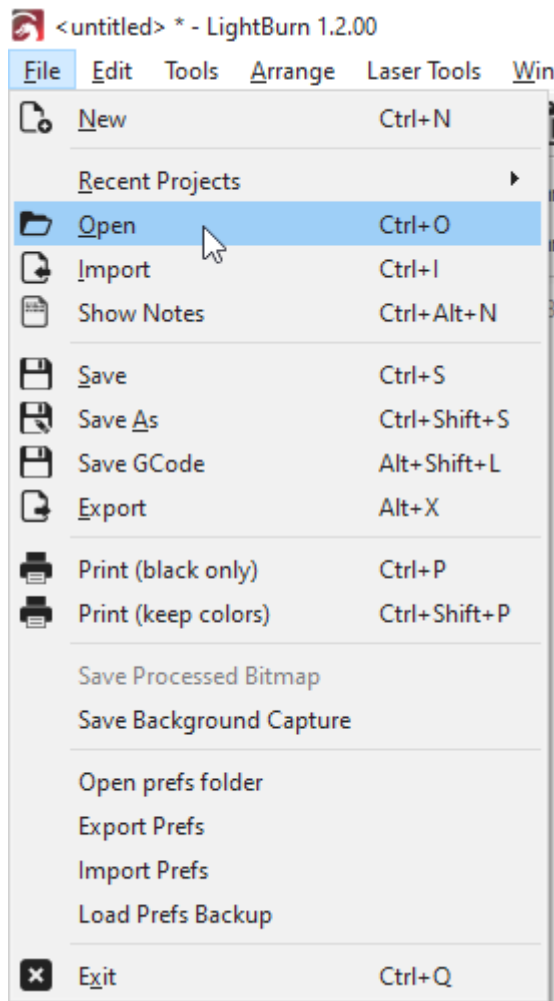 <untitled> * - LightBurn 1.2.00
File Edit Tools Arrange Laser Tools Win
New Ctrl+N
Recent Projects
Open Ctrl+O
Import Ctrl+I
Show Notes Ctrl+Alt+N
Save Ctrl+S
Save As Ctrl+Shift+S
Save GCode Alt+Shift+L
Export Alt+X
Print (black only) Ctrl+P
Print (keep colors) Ctrl+Shift+P
Save Processed Bitmap
Save Background Capture
Open prefs folder
Export Prefs
Import Prefs
Load Prefs Backup
Exit Ctrl+Q